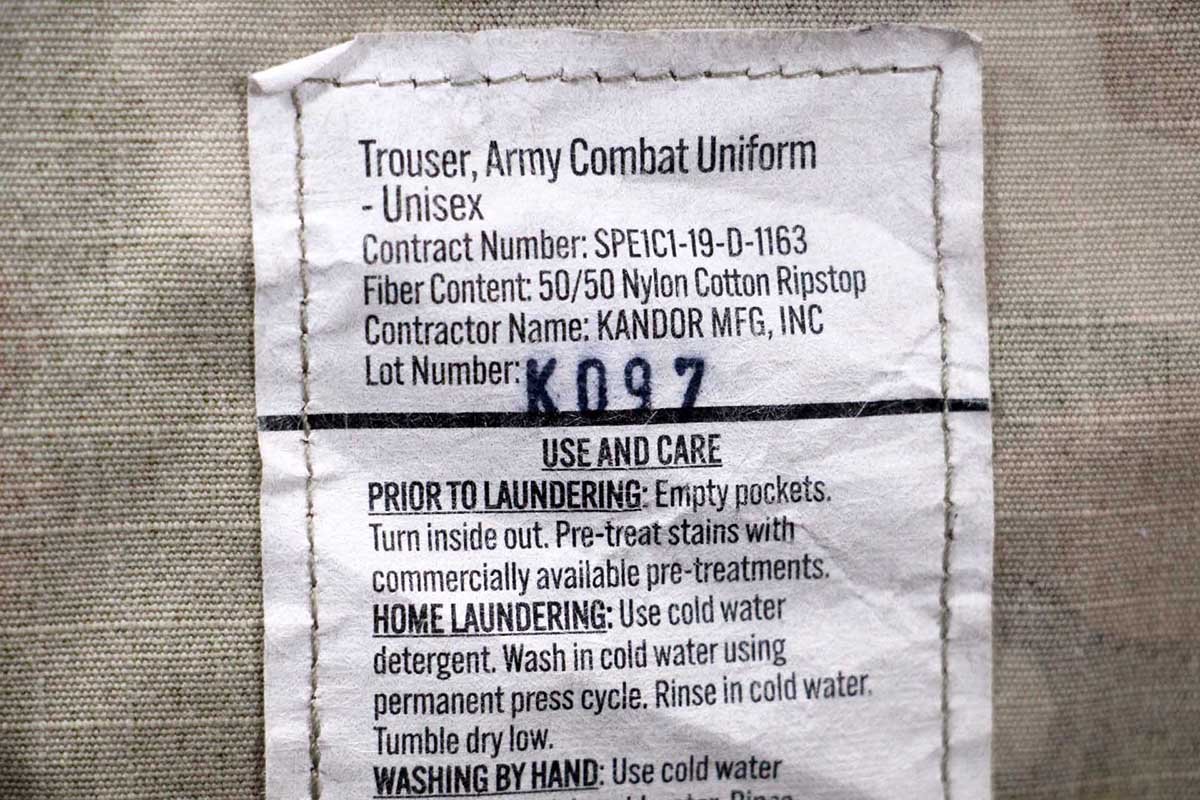 Trouser, Army Combat Uniform
- Unisex
Contract Number: SPE1C1-19-D-1163
Fiber Content: 50/50 Nylon Cotton Ripstop
Contractor Name: KANDOR MFG, INC
Lot Number: K097
USE AND CARE
PRIOR TO LAUNDERING: Empty pockets.
Turn inside out. Pre-treat stains with
commercially available pre-treatments.
HOME LAUNDERING: Use cold water
detergent. Wash in cold water using
permanent press cycle. Rinse in cold water.
Tumble dry low.
WASHING BY HAND: Use cold water